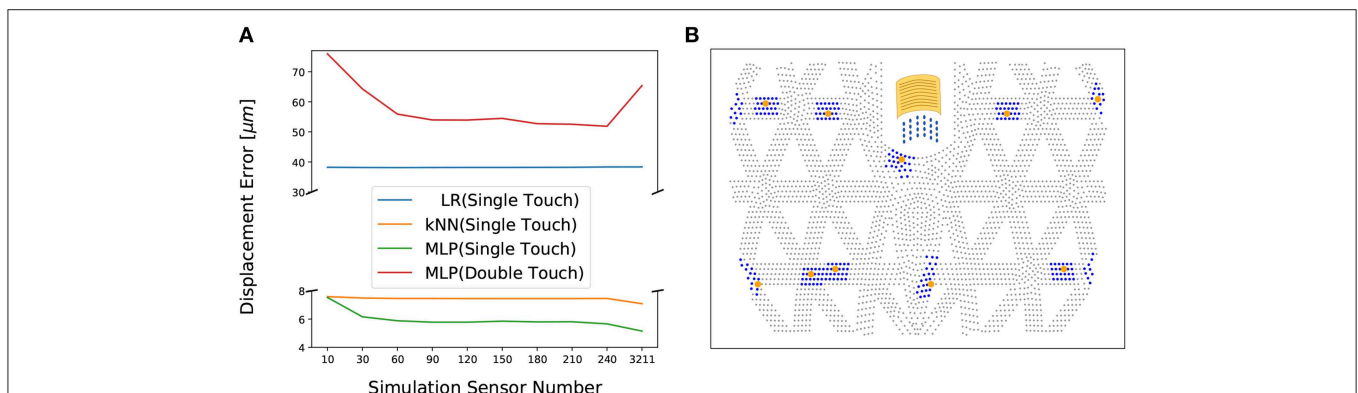 A
B
Displacement Error [μm]
70
60
50
40
30
8
6
4
LR(Single Touch)
kNN(Single Touch)
MLP(Single Touch)
MLP(Double Touch)
10 30 60 90 120 150 180 210 240 3211
Simulation Sensor Number